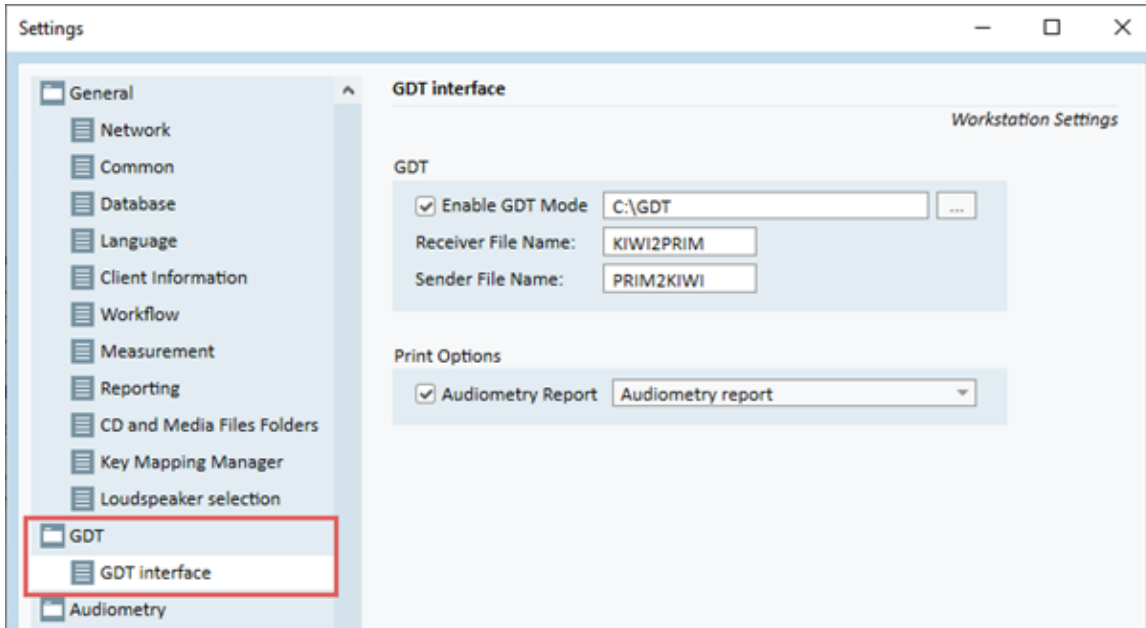 Settings
General
Network
Common
Database
Language
Client Information
Workflow
Measurement
Reporting
CD and Media Files Folders
Key Mapping Manager
Loudspeaker selection
GDT
GDT interface
Audiometry
GDT interface
Workstation Settings
GDT
Enable GDT Mode C:\GDT ...
Receiver File Name: KIWI2PRIM
Sender File Name: PRIM2KIWI
Print Options
Audiometry Report Audiometry report